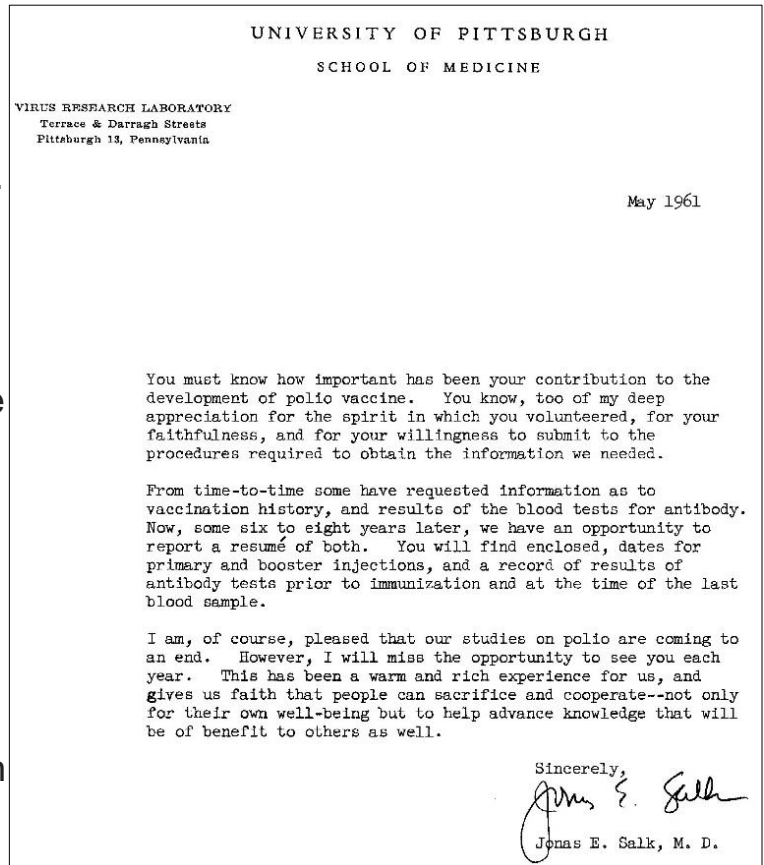 UNIVERSITY OF PITTSBURGH
SCHOOL OF MEDICINE
VIRUS RESEARCH LABORATORY
Terrace & Darragh Streets
Pittsburgh 13, Pennsylvania
May 1961
You must know how important has been your contribution to the
development of polio vaccine. You know, too of my deep
appreciation for the spirit in which you volunteered, for your
faithfulness, and for your willingness to submit to the
procedures required to obtain the information we needed.
From time-to-time some have requested information as to
vaccination history, and results of the blood tests for antibody.
Now, some six to eight years later, we have an opportunity to
report a resumé of both. You will find enclosed, dates for
primary and booster injections, and a record of results of
antibody tests prior to immunization and at the time of the last
blood sample.
I am, of course, pleased that our studies on polio are coming to
an end. However, I will miss the opportunity to see you each
year. This has been a warm and rich experience for us, and
gives us faith that people can sacrifice and cooperate--not only
for their own well-being but to help advance knowledge that will
be of benefit to others as well.
Sincerely,
Jonas E. Salk
Jonas E. Salk, M. D.